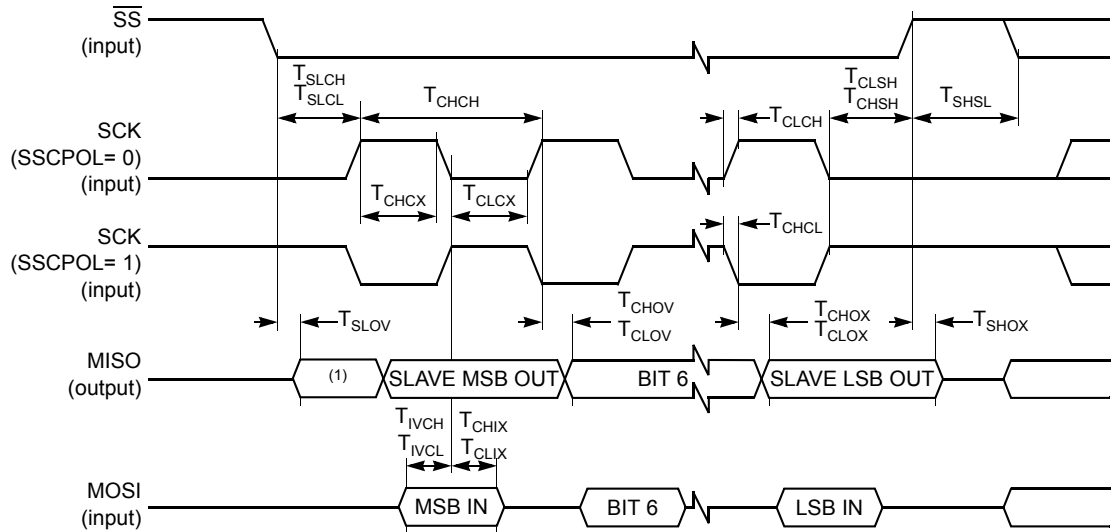 SS
(input)
TSLCH
TSLCL
TCHCH
TCLSH
TCHSH
TSHSL
TCLCH
SCK
(SSCPOL= 0)
(input)
TCHCX
TCLCX
TCHCL
SCK
(SSCPOL= 1)
(input)
TSLOV
TCHOV
TCLOV
TCHOX
TCLOX
TSHOX
MISO
(output)
(1)
SLAVE MSB OUT
BIT 6
SLAVE LSB OUT
TIVCH
TIVCL
TCHIX
TCLIX
MOSI
(input)
MSB IN
BIT 6
LSB IN